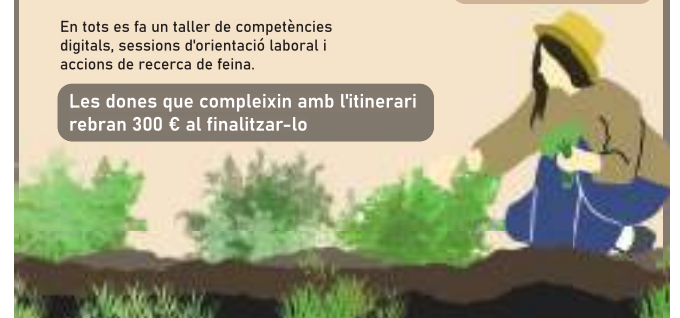 En tots es fa un taller de competències
digitals, sessions d'orientació laboral i
accions de recerca de feina.
Les dones que compleixin amb l'itinerari
rebran 300 € al finalitzar-lo